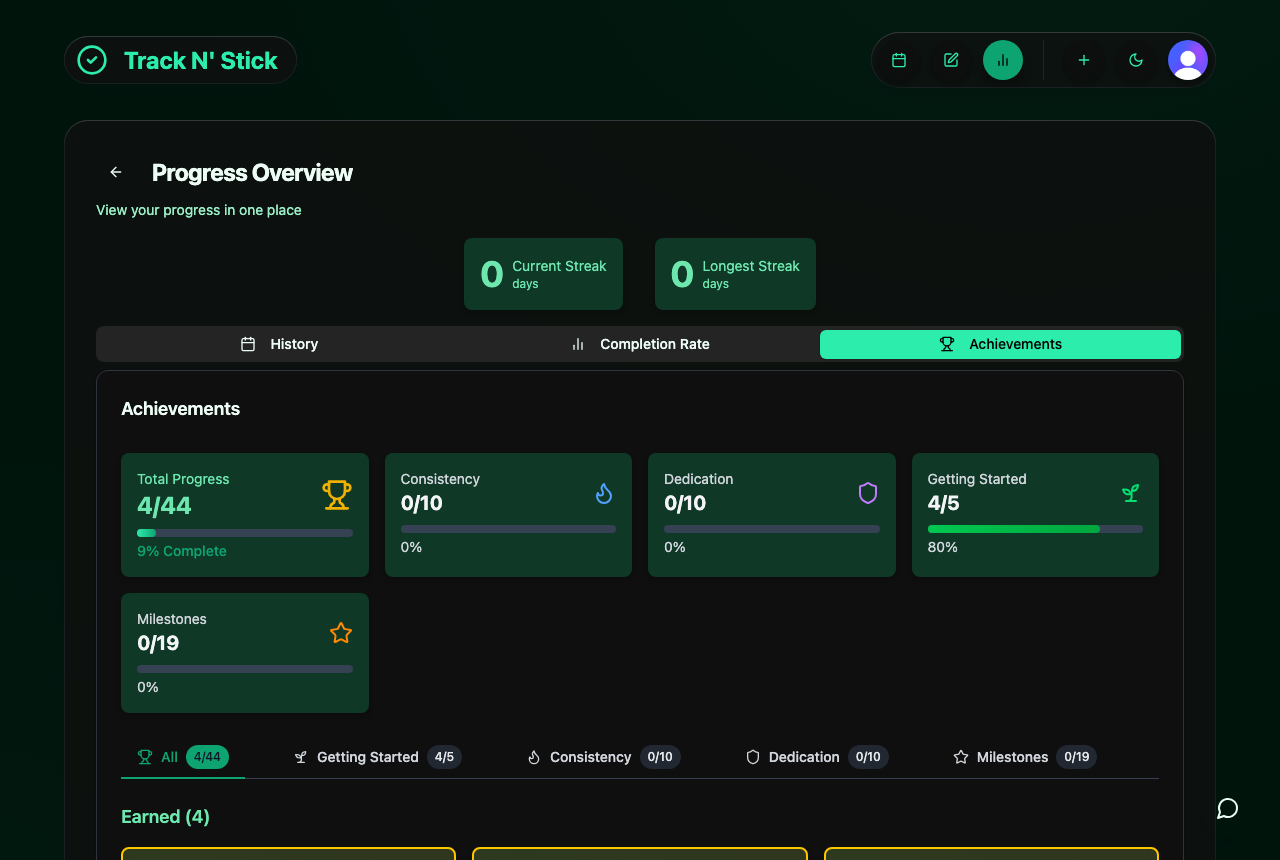 Track N' Stick
Progress Overview
View your progress in one place
0 Current Streak
days
0 Longest Streak
days
History
Completion Rate
Achievements
Achievements
Total Progress
4/44
9% Complete
Consistency
0/10
0%
Dedication
0/10
0%
Getting Started
4/5
80%
Milestones
0/19
0%
All 4/44
Getting Started 4/5
Consistency 0/10
Dedication 0/10
Milestones 0/19
Earned (4)